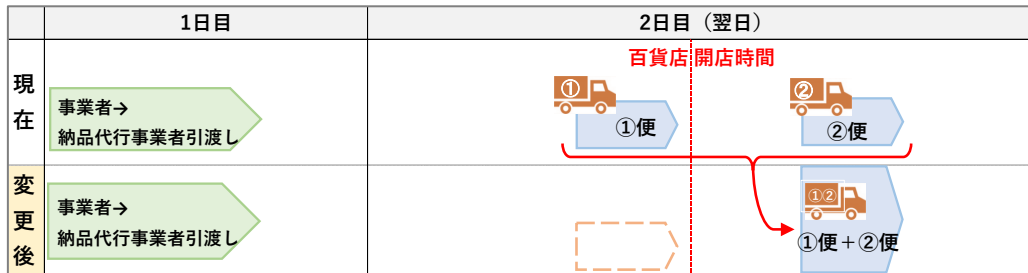 1日目
2日目（翌日）
百貨店 開店時間
現在
事業者→
納品代行事業者引渡し
①
①便
②
②便
変更後
事業者→
納品代行事業者引渡し
①②
①便＋②便